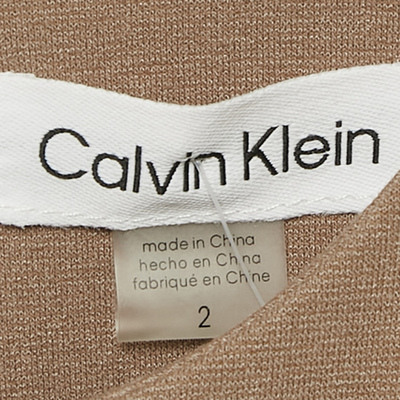 Calvin Klein
made in China
hecho en China
fabriqué en Chine
2